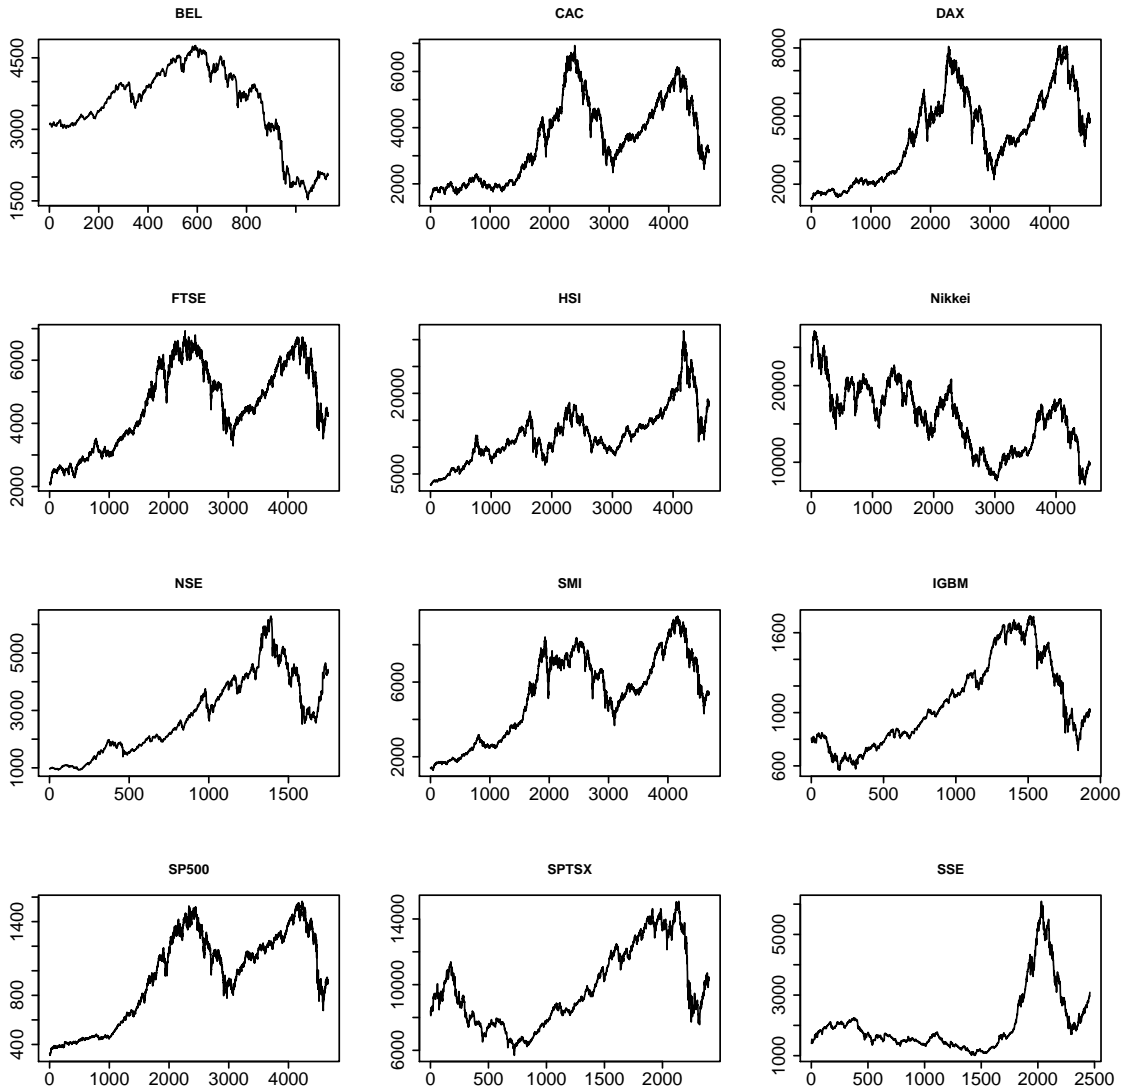 BEL
CAC
DAX
1500 3000 4500
0 200 400 600 800
2000 4000 6000
0 1000 2000 3000 4000
2000 5000 8000
0 1000 2000 3000 4000
FTSE
HSI
Nikkei
2000 4000 6000
0 1000 2000 3000 4000
5000 20000
0 1000 2000 3000 4000
10000 20000
0 1000 2000 3000 4000
NSE
SMI
IGBM
1000 3000 5000
0 500 1000 1500
2000 6000
0 1000 2000 3000 4000
600 1000 1600
0 500 1000 1500 2000
SP500
SPTSX
SSE
400 800 1400
0 1000 2000 3000 4000
6000 10000 14000
0 500 1000 1500 2000
1000 3000 5000
0 500 1000 1500 2000 2500